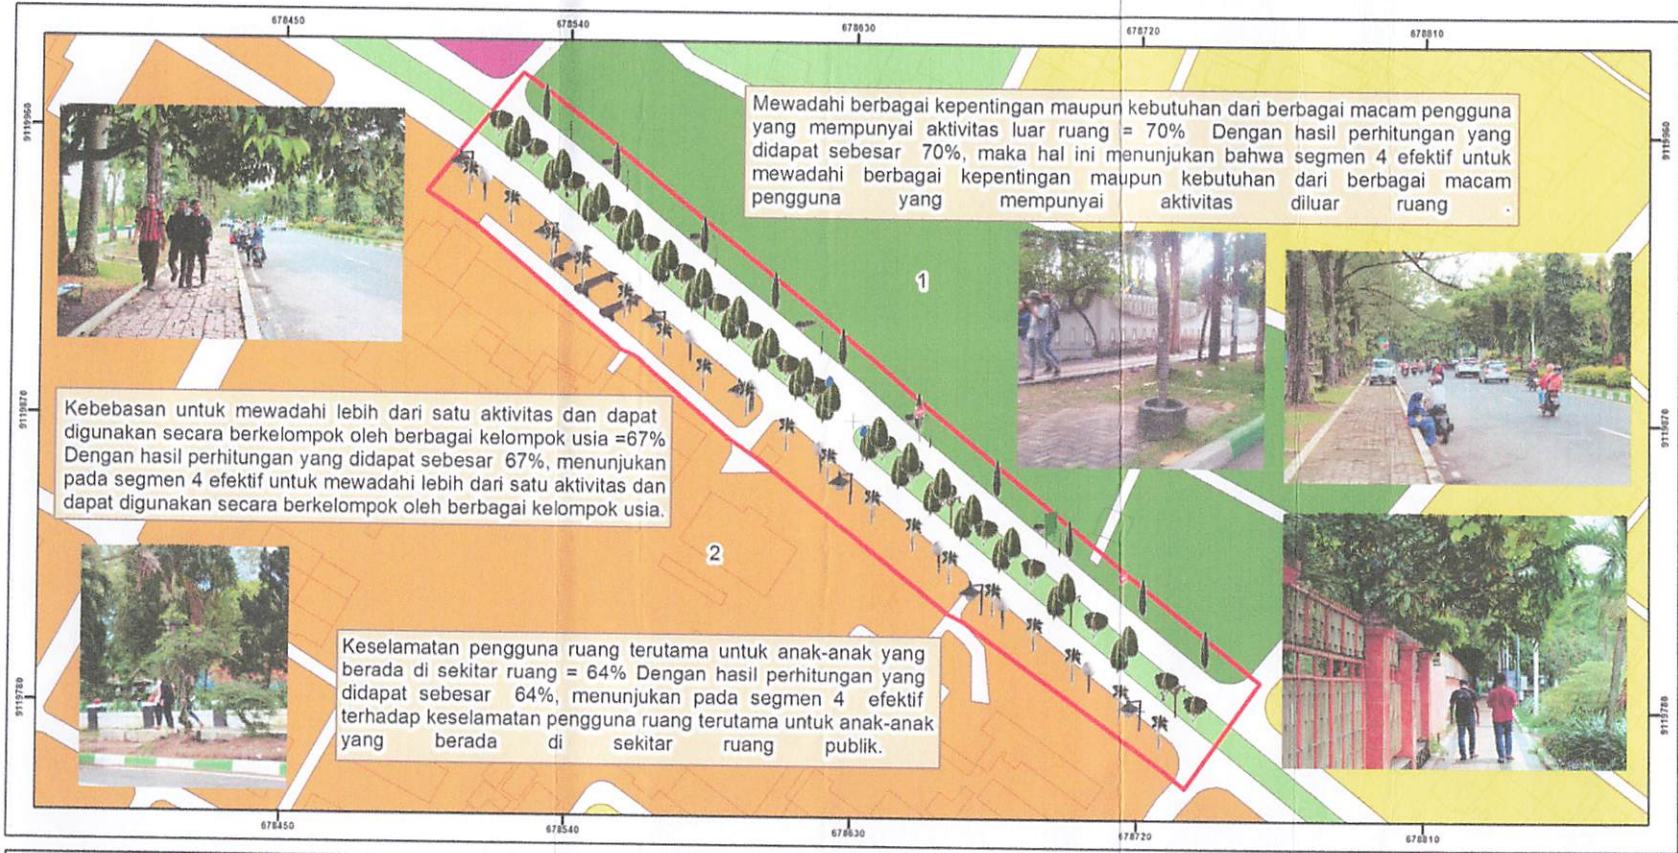 678450 678540 678630 678720 678810
9119960 9119960
Mewadahi berbagai kepentingan maupun kebutuhan dari berbagai macam pengguna
yang mempunyai aktivitas luar ruang = 70% Dengan hasil perhitungan yang
didapat sebesar 70%, maka hal ini menunjukan bahwa segmen 4 efektif untuk
mewadahi berbagai kepentingan maupun kebutuhan dari berbagai macam
pengguna yang mempunyai aktivitas diluar ruang .
1
9119870 9119870
Kebebasan untuk mewadahi lebih dari satu aktivitas dan dapat
digunakan secara berkelompok oleh berbagai kelompok usia =67%
Dengan hasil perhitungan yang didapat sebesar 67%, menunjukan
pada segmen 4 efektif untuk mewadahi lebih dari satu aktivitas dan
dapat digunakan secara berkelompok oleh berbagai kelompok usia.
2
Keselamatan pengguna ruang terutama untuk anak-anak yang
berada di sekitar ruang = 64% Dengan hasil perhitungan yang
didapat sebesar 64%, menunjukan pada segmen 4 efektif
terhadap keselamatan pengguna ruang terutama untuk anak-anak
yang berada di sekitar ruang publik.
9119780 9119780
678450 678540 678630 678720 678810